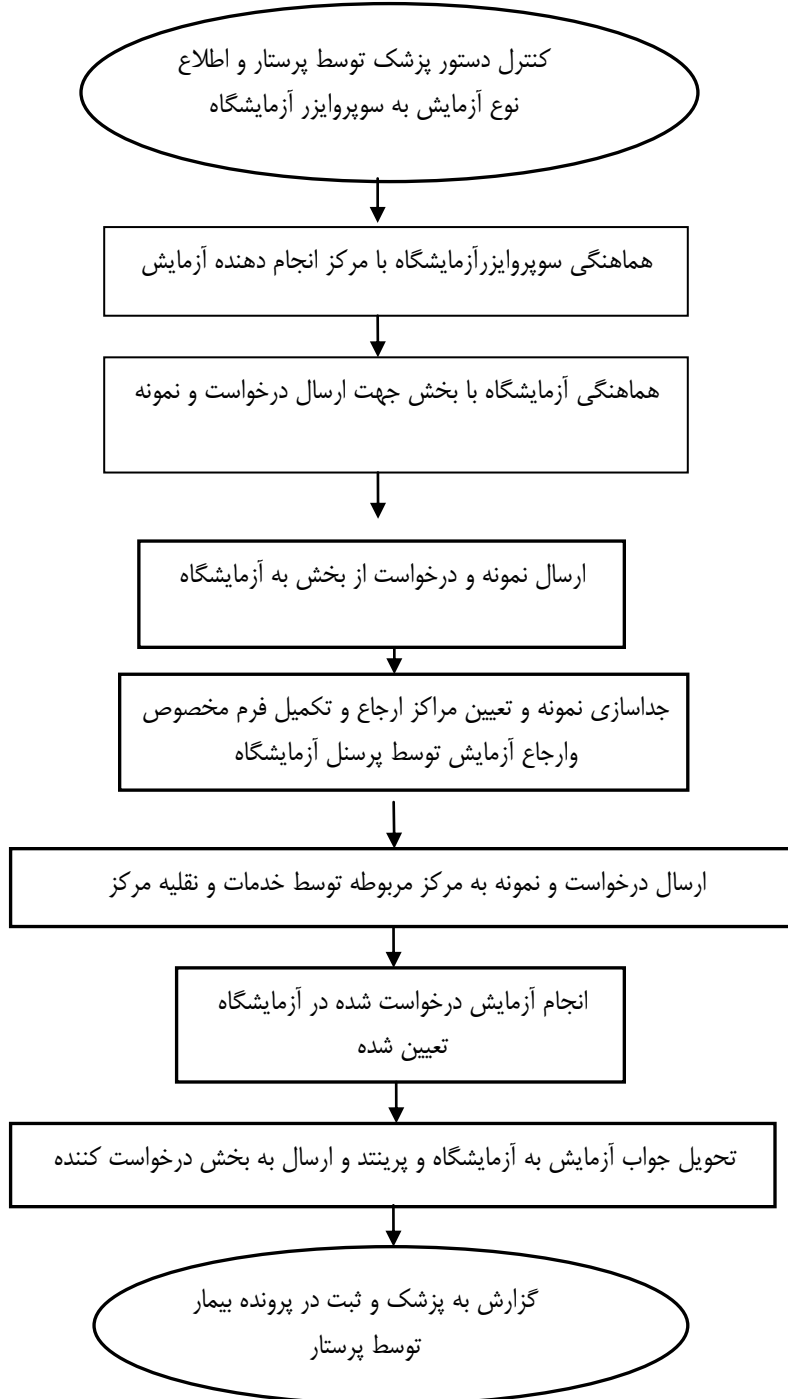 کنترل دستور پزشک توسط پرستار و اطلاع
نوع آزمایش به سوپروایزر آزمایشگاه
هماهنگی سوپروایزرآزمایشگاه با مرکز انجام دهنده آزمایش
هماهنگی آزمایشگاه با بخش جهت ارسال درخواست و نمونه
ارسال نمونه و درخواست از بخش به آزمایشگاه
جداسازی نمونه و تعیین مراکز ارجاع و تکمیل فرم مخصوص
وارجاع آزمایش توسط پرسنل آزمایشگاه
ارسال درخواست و نمونه به مرکز مربوطه توسط خدمات و نقلیه مرکز
انجام آزمایش درخواست شده در آزمایشگاه
تعیین شده
تحویل جواب آزمایش به آزمایشگاه و پرینتد و ارسال به بخش درخواست کننده
گزارش به پزشک و ثبت در پرونده بیمار
توسط پرستار